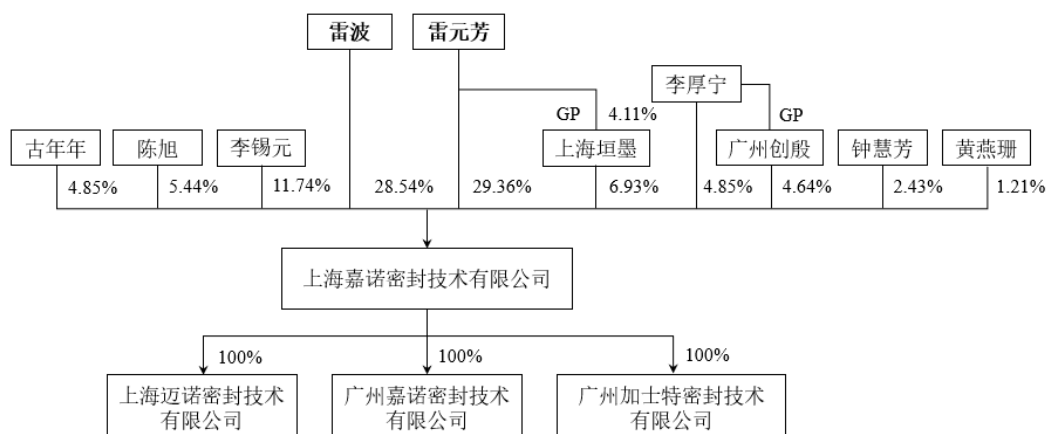 雷波
雷元芳
李厚宁
GP
4.11%
GP
古年年
陈旭
李锡元
上海垣墨
广州创殷
钟慧芳
黄燕珊
4.85%
5.44%
11.74%
28.54%
29.36%
6.93%
4.85%
4.64%
2.43%
1.21%
上海嘉诺密封技术有限公司
100%
100%
100%
上海迈诺密封技术
有限公司
广州嘉诺密封技术
有限公司
广州加士特密封技术
有限公司